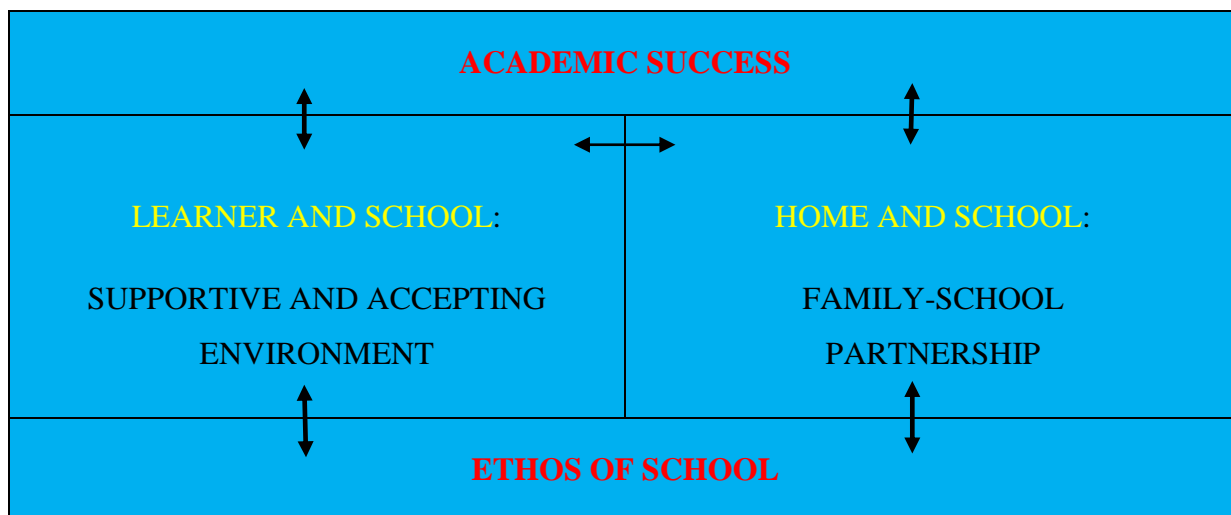 ACADEMIC SUCCESS
LEARNER AND SCHOOL:
SUPPORTIVE AND ACCEPTING
ENVIRONMENT
HOME AND SCHOOL:
FAMILY-SCHOOL
PARTNERSHIP
ETHOS OF SCHOOL